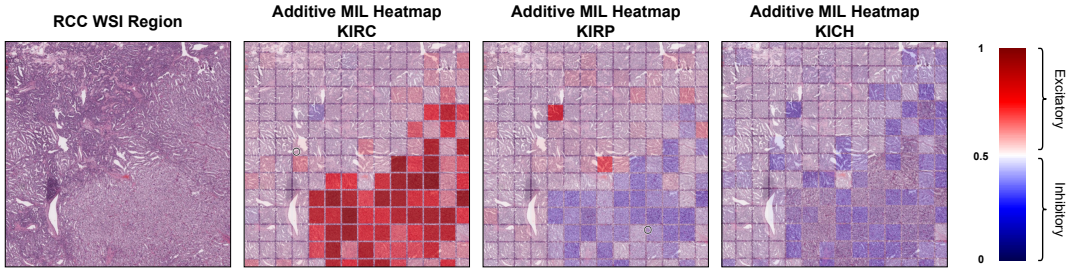 RCC WSI Region
Additive MIL Heatmap
KIRC
Additive MIL Heatmap
KIRP
Additive MIL Heatmap
KICH
1
0.5
0
Excitatory
Inhibitory